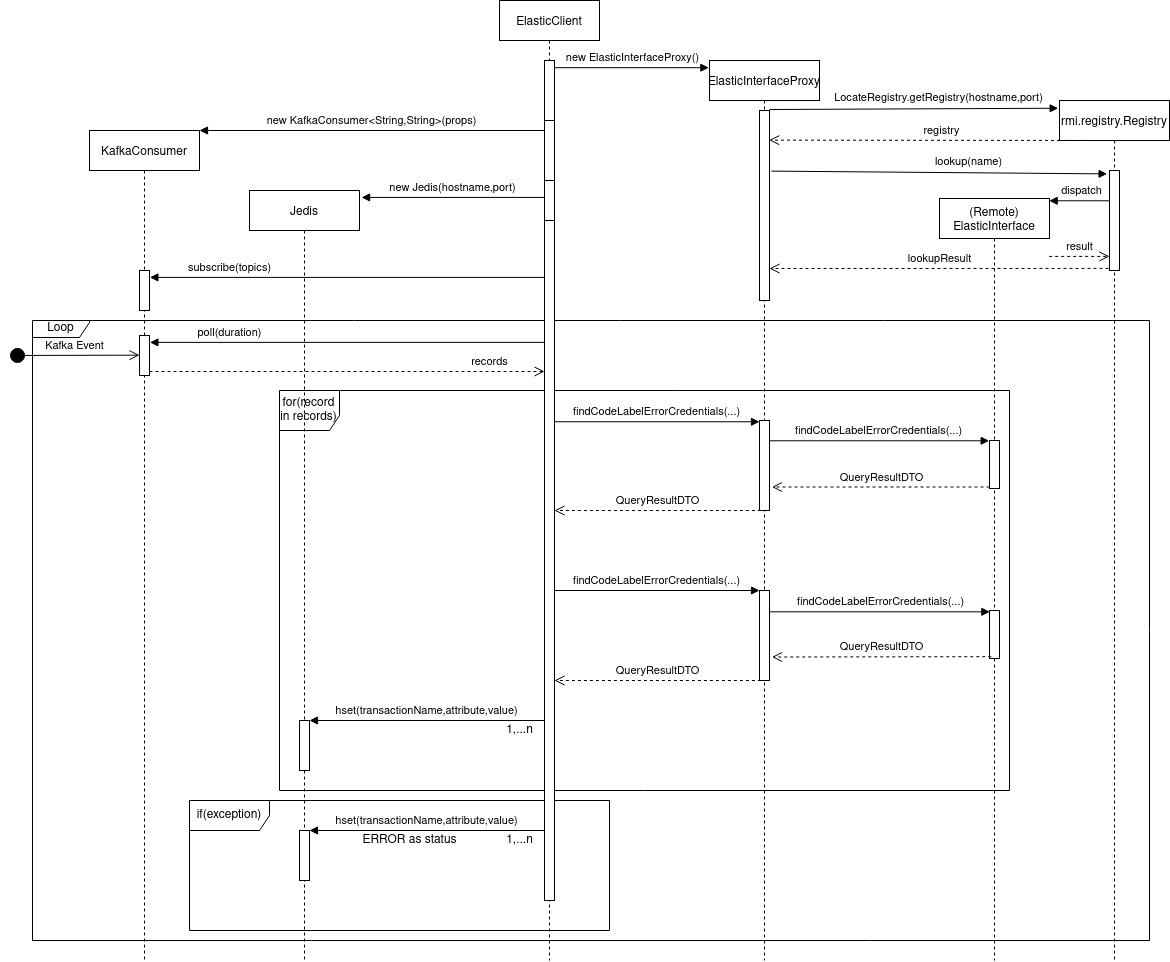 ElasticClient
new ElasticInterfaceProxy()
ElasticInterfaceProxy
LocateRegistry.getRegistry(hostname,port)
rmi.registry.Registry
new KafkaConsumer<String,String>(props)
registry
KafkaConsumer
lookup(name)
new Jedis(hostname,port)
dispatch
Jedis
(Remote)
ElasticInterface
result
lookupResult
subscribe(topics)
Loop
poll(duration)
Kafka Event
records
for(record
in records)
findCodeLabelErrorCredentials(...)
findCodeLabelErrorCredentials(...)
QueryResultDTO
QueryResultDTO
findCodeLabelErrorCredentials(...)
findCodeLabelErrorCredentials(...)
QueryResultDTO
QueryResultDTO
hset(transactionName,attribute,value)
1,...n
if(exception)
hset(transactionName,attribute,value)
ERROR as status
1,...n